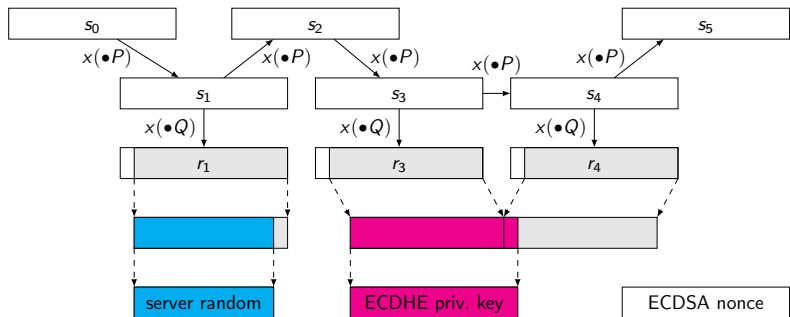 s₀ s₂ s₅
x(•P) x(•P) x(•P) x(•P) x(•P)
s₁ s₃ s₄
x(•Q) x(•Q) x(•Q)
r₁ r₃ r₄
server random ECDHE priv. key ECDSA nonce